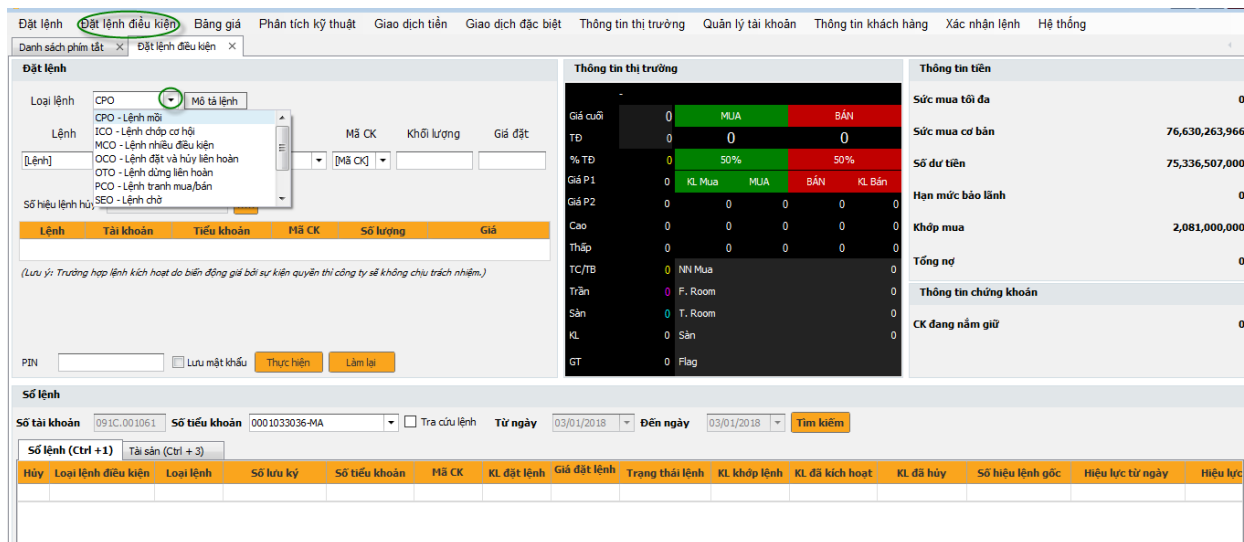 Đặt lệnh Đặt lệnh điều kiện Bảng giá Phân tích kỹ thuật Giao dịch tiền Giao dịch đặc biệt Thông tin thị trường Quản lý tài khoản Thông tin khách hàng Xác nhận lệnh Hệ thống
Danh sách phím tắt × Đặt lệnh điều kiện ×
Đặt lệnh
Loại lệnh CPO Mô tả lệnh
CPO - Lệnh mồi
ICO - Lệnh chớp cơ hội
MCO - Lệnh nhiều điều kiện
OCO - Lệnh đặt và hủy liên hoàn
OTO - Lệnh dừng liên hoàn
PCO - Lệnh tranh mua/bán
SEO - Lệnh chờ
Lệnh Mã CK Khối lượng Giá đặt
[Lệnh] [Mã CK]
Số hiệu lệnh hủy
Lệnh Tài khoản Tiểu khoản Mã CK Số lượng Giá
(Lưu ý: Trường hợp lệnh kích hoạt do biến động giá bởi sự kiện quyền thì công ty sẽ không chịu trách nhiệm.)
PIN Lưu mật khẩu Thực hiện Làm lại
Thông tin thị trường
-
Giá cuối 0 MUA BÁN
TĐ 0 0 0
% TĐ 0 50% 50%
Giá P1 0 KL Mua MUA BÁN KL Bán
Giá P2 0 0 0 0 0
Cao 0 0 0 0 0
Thấp 0 0 0 0 0
TC/TB 0 NN Mua 0
Trần 0 F. Room 0
Sàn 0 T. Room 0
KL 0 Sàn 0
GT 0 Flag
Thông tin tiền
Sức mua tối đa 0
Sức mua cơ bản 76,630,263,966
Số dư tiền 75,336,507,000
Hạn mức bảo lãnh 0
Khớp mua 2,081,000,000
Tổng nợ 0
Thông tin chứng khoán
CK đang nắm giữ 0
Sổ lệnh
Số tài khoản 091C.001061 Số tiểu khoản 0001033036-MA Tra cứu lệnh Từ ngày 03/01/2018 Đến ngày 03/01/2018 Tìm kiếm
Sổ lệnh (Ctrl +1) Tài sản (Ctrl + 3)
Hủy Loại lệnh điều kiện Loại lệnh Số lưu ký Số tiểu khoản Mã CK KL đặt lệnh Giá đặt lệnh Trạng thái lệnh KL khớp lệnh KL đã kích hoạt KL đã hủy Số hiệu lệnh gốc Hiệu lực từ ngày Hiệu lực